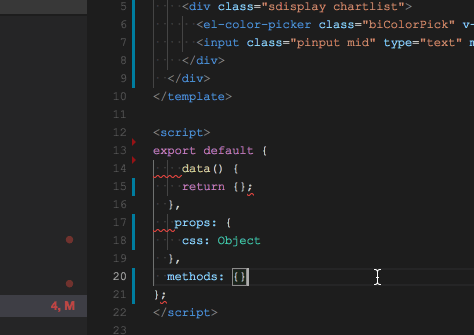 5 <div class="sdisplay chartlist">
6 <el-color-picker class="biColorPick" v-
7 <input class="pinput mid" type="text" m
8 </div>
9 </div>
10 </template>
11
12 <script>
13 export default {
14 data() {
15 return {};
16 },
17 props: {
18 css: Object
19 },
20 methods: {}
21 };
22 </script>
23
4, M